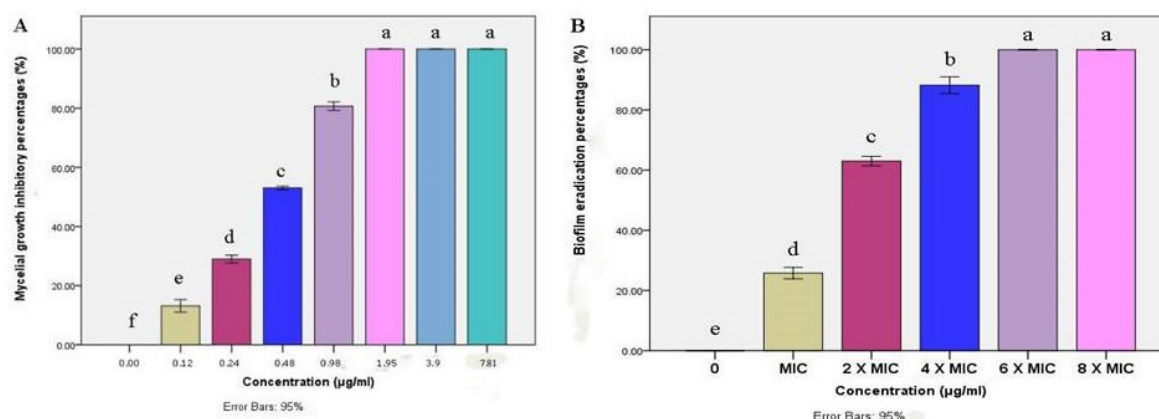 A
Mycelial growth inhibitory percentages (%)
100.00
80.00
60.00
40.00
20.00
0.00
f
e
d
c
b
a
a
a
0.00 0.12 0.24 0.48 0.98 1.95 3.9 781
Concentration (µg/ml)
Error Bars: 95%
B
Biofilm eradication percentages (%)
100.00
80.00
60.00
40.00
20.00
0.00
e
d
c
b
a
a
0 MIC 2 X MIC 4 X MIC 6 X MIC 8 X MIC
Concentration (µg/ml)
Error Bars: 95%